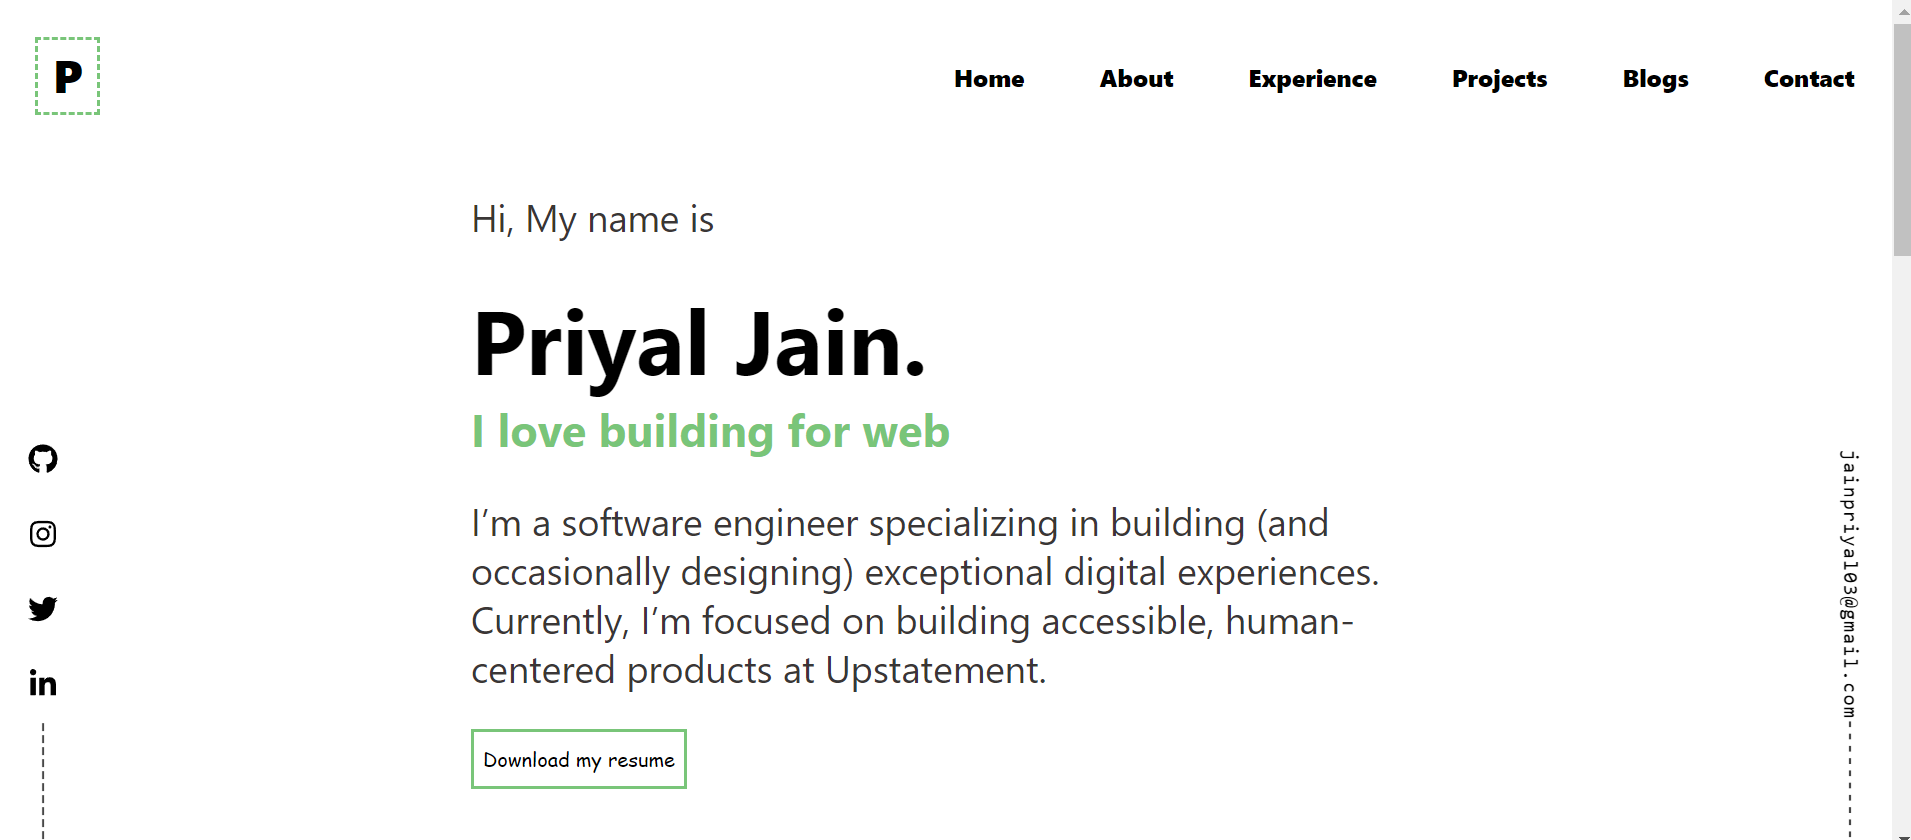 P
Home About Experience Projects Blogs Contact
Hi, My name is
Priyal Jain.
I love building for web
I’m a software engineer specializing in building (and
occasionally designing) exceptional digital experiences.
Currently, I’m focused on building accessible, human-
centered products at Upstatement.
Download my resume
jainpriyal03@gmail.com